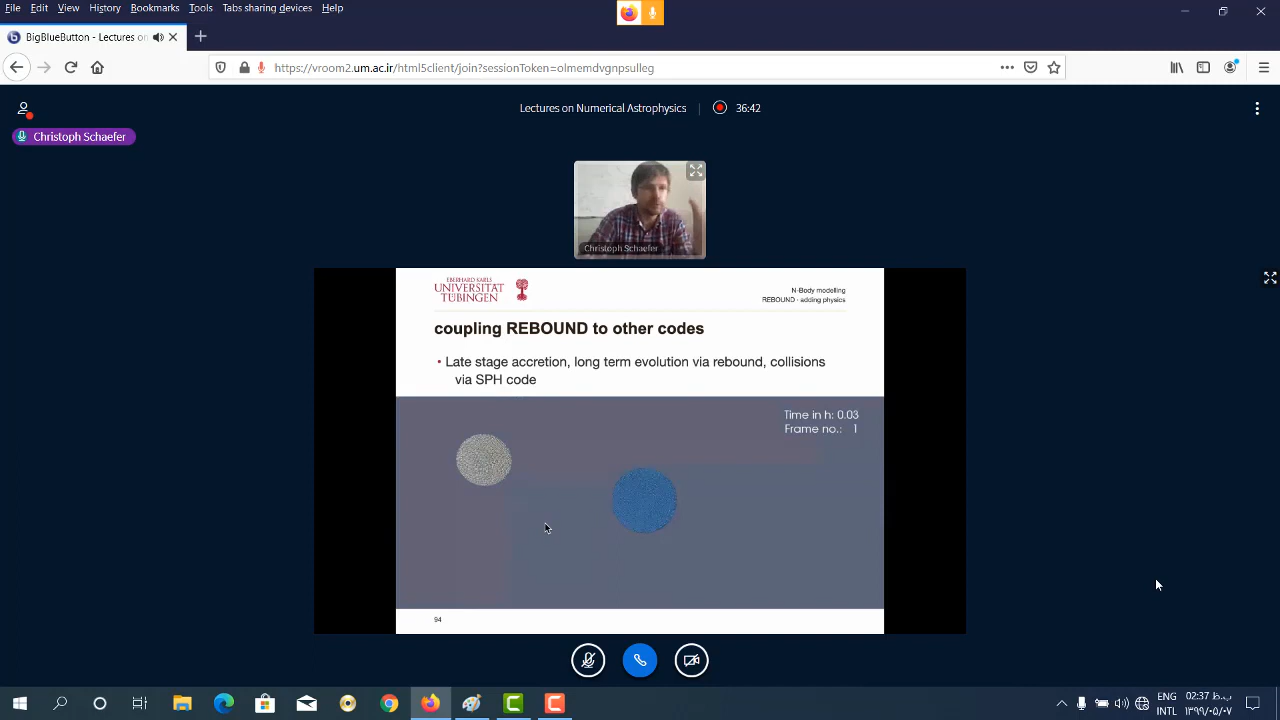 File Edit View History Bookmarks Tools Tabs sharing devices Help
BigBlueButton - Lectures on
https://vroom2.um.ac.ir/html5client/join?sessionToken=olmemdvgnpsulleg
Lectures on Numerical Astrophysics 36:42
Christoph Schaefer
Christoph Schaefer
EBERHARD KARLS
UNIVERSITÄT
TÜBINGEN
N-Body modelling
REBOUND - adding physics
coupling REBOUND to other codes
• Late stage accretion, long term evolution via rebound, collisions
via SPH code
Time in h: 0.03
Frame no.: 1
94
ENG
INTL
02:37 ب.ظ
۱۳۹۹/۰۵/۰۷